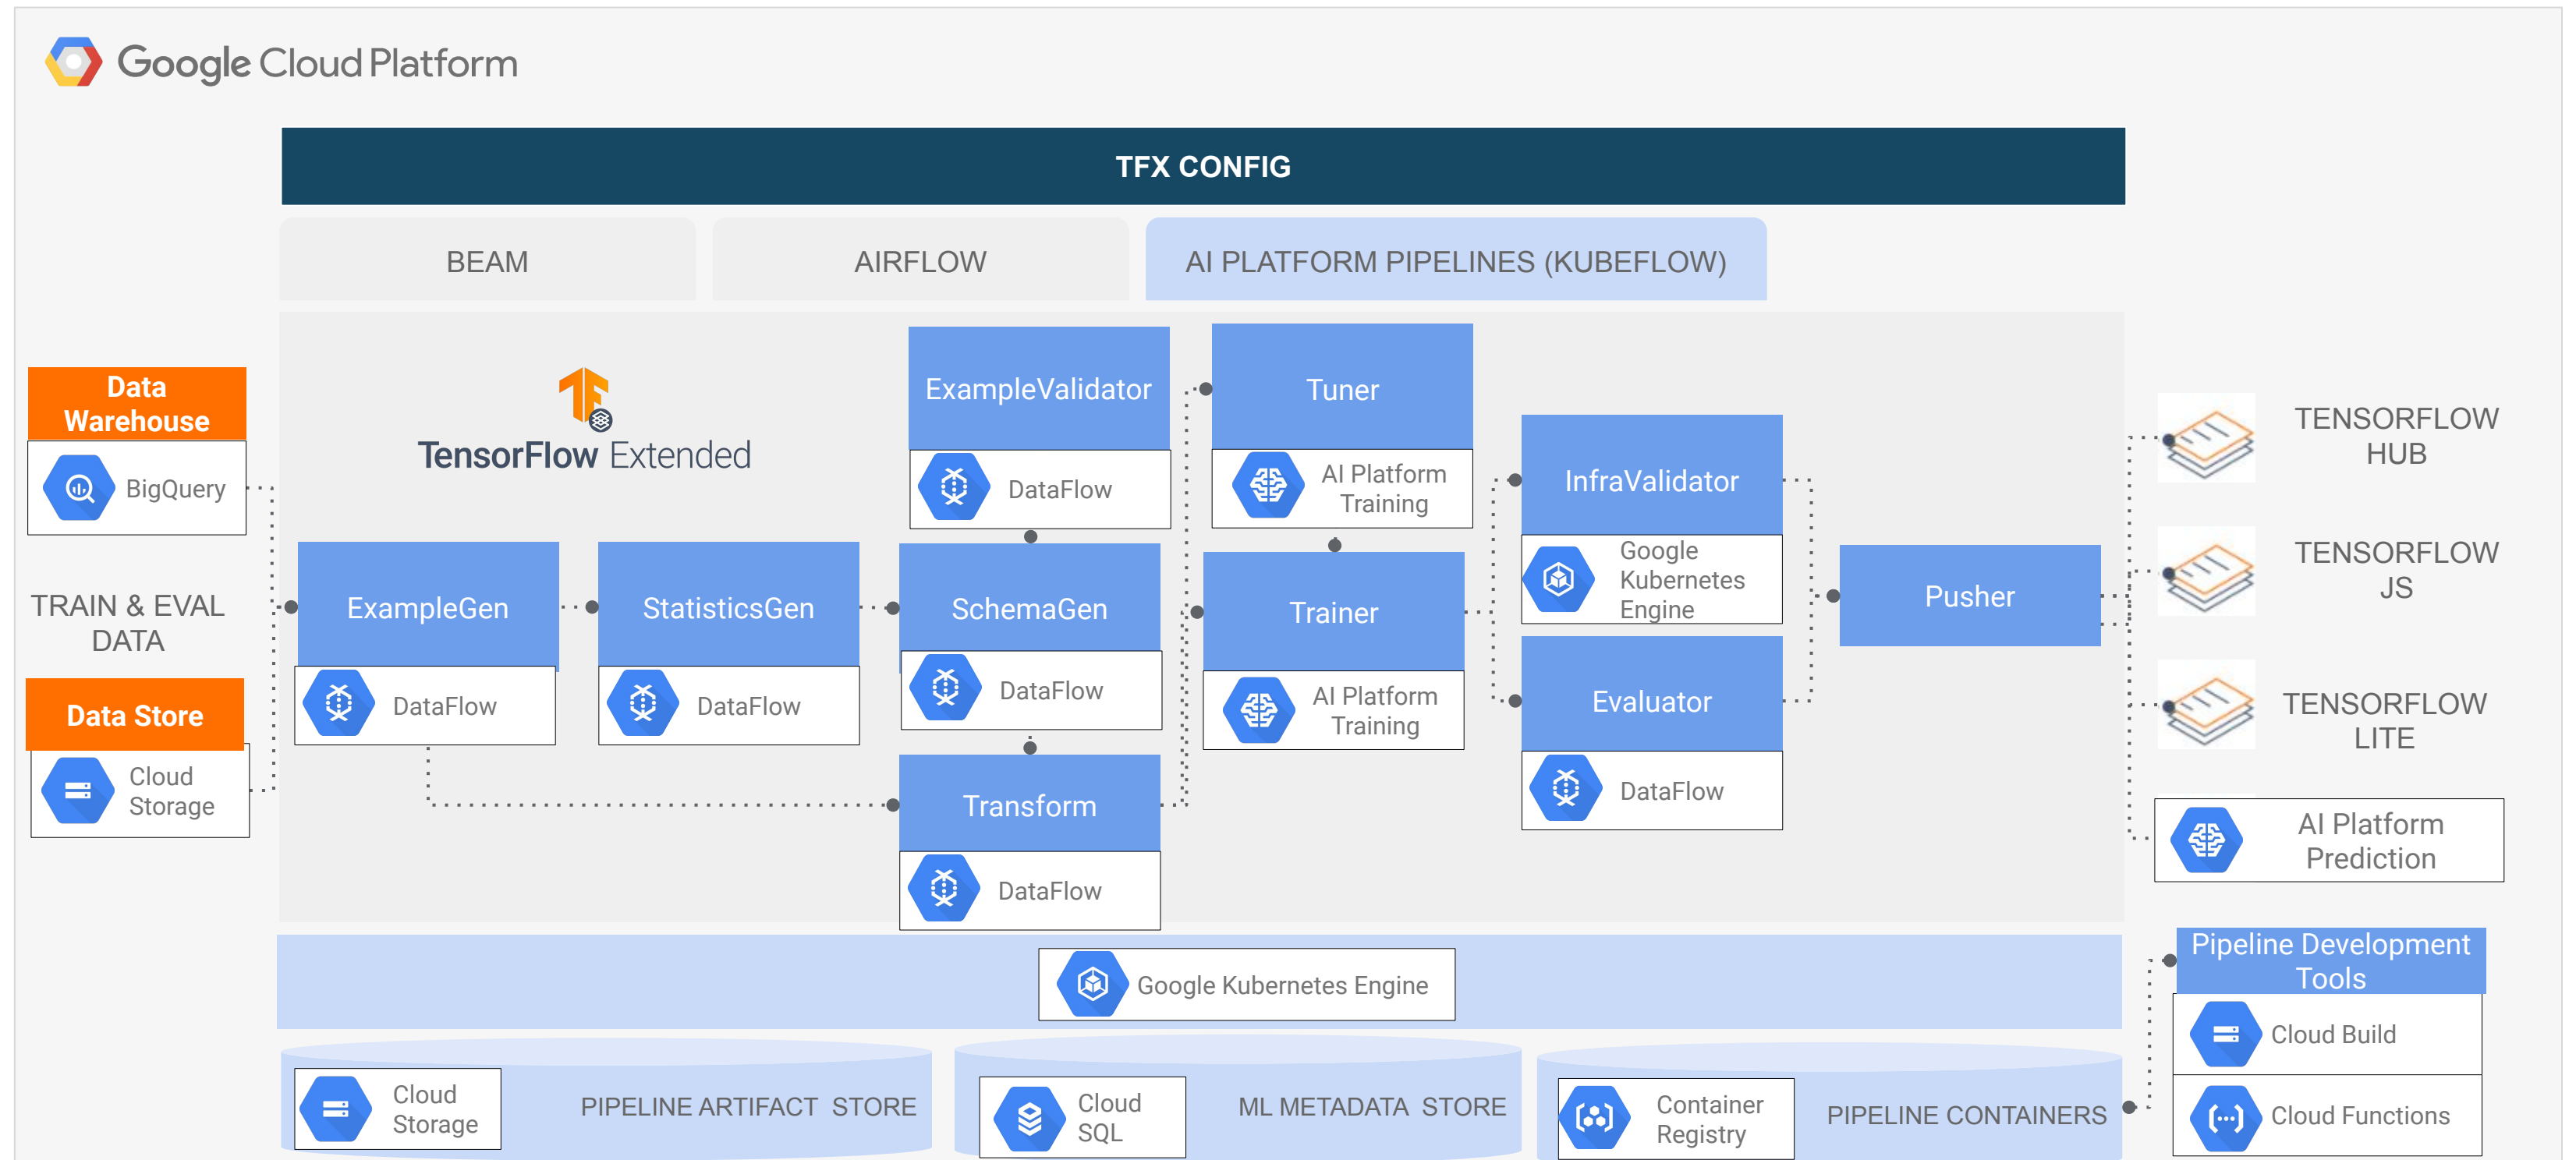 Google Cloud Platform
TFX CONFIG
BEAM
AIRFLOW
AI PLATFORM PIPELINES (KUBEFLOW)
Data
Warehouse
BigQuery
TRAIN & EVAL
DATA
Data Store
Cloud
Storage
TensorFlow Extended
ExampleGen
DataFlow
StatisticsGen
DataFlow
ExampleValidator
DataFlow
SchemaGen
DataFlow
Transform
DataFlow
Tuner
AI Platform
Training
Trainer
AI Platform
Training
InfraValidator
Google
Kubernetes
Engine
Evaluator
DataFlow
Pusher
TENSORFLOW
HUB
TENSORFLOW
JS
TENSORFLOW
LITE
AI Platform
Prediction
Google Kubernetes Engine
Cloud
Storage
PIPELINE ARTIFACT STORE
Cloud
SQL
ML METADATA STORE
Container
Registry
PIPELINE CONTAINERS
Pipeline Development
Tools
Cloud Build
Cloud Functions